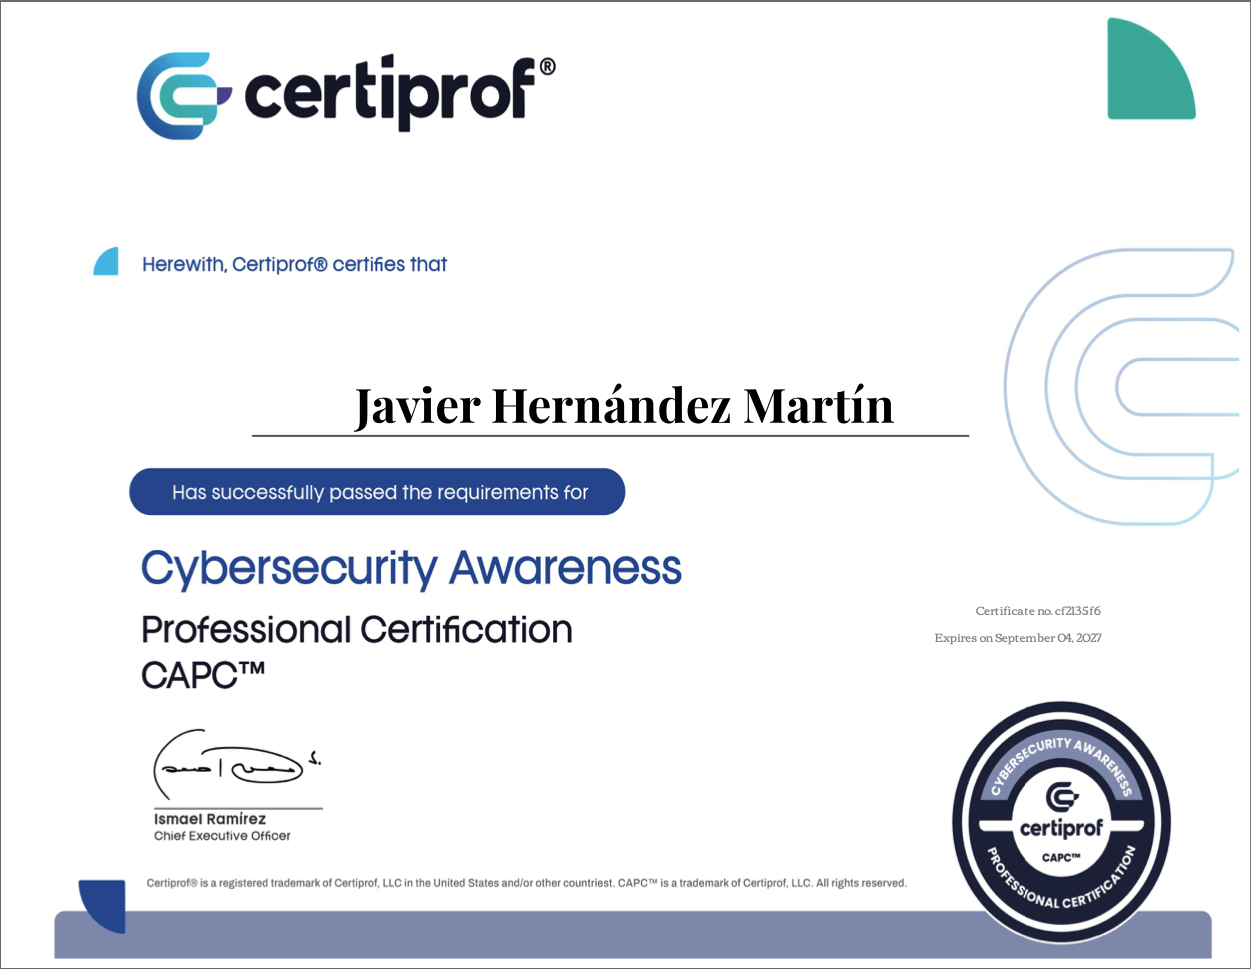 certiprof®
Herewith, Certiprof® certifies that
Javier Hernández Martín
Has successfully passed the requirements for
Cybersecurity Awareness
Professional Certification
CAPC™
Certificate no. cf2135f6
Expires on September 04, 2027
Ismael Ramírez
Chief Executive Officer
CYBERSECURITY AWARENESS
certiprof
CAPC™
PROFESSIONAL CERTIFICATION
Certiprof® is a registered trademark of Certiprof, LLC in the United States and/or other countriest. CAPC™ is a trademark of Certiprof, LLC. All rights reserved.